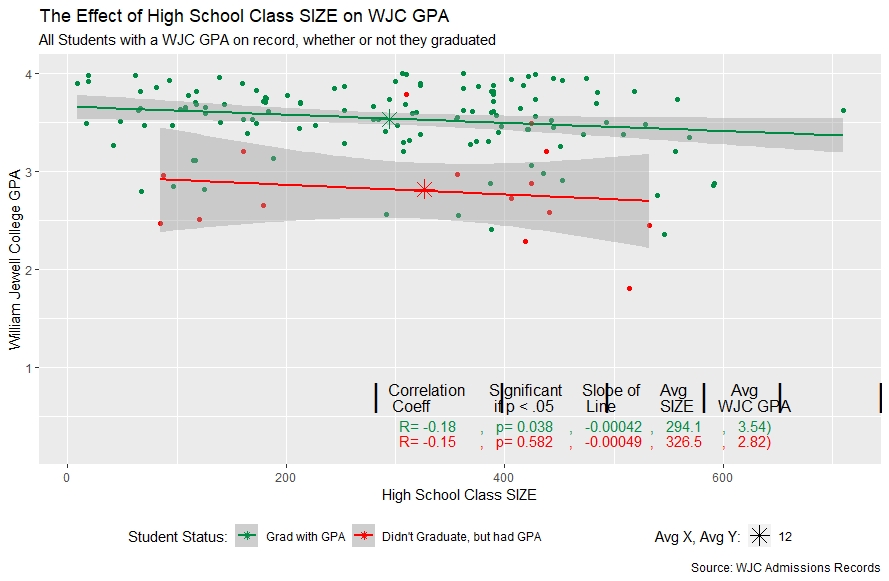 The Effect of High School Class SIZE on WJC GPA
All Students with a WJC GPA on record, whether or not they graduated
William Jewell College GPA
4
3
2
1
Correlation Significant Slope of Avg Avg
Coeff if p < .05 Line SIZE WJC GPA
R= -0.18 , p= 0.038 , -0.00042 , 294.1 , 3.54)
R= -0.15 , p= 0.582 , -0.00049 , 326.5 , 2.82)
0 200 400 600
High School Class SIZE
Student Status: Grad with GPA Didn't Graduate, but had GPA Avg X, Avg Y: 12
Source: WJC Admissions Records